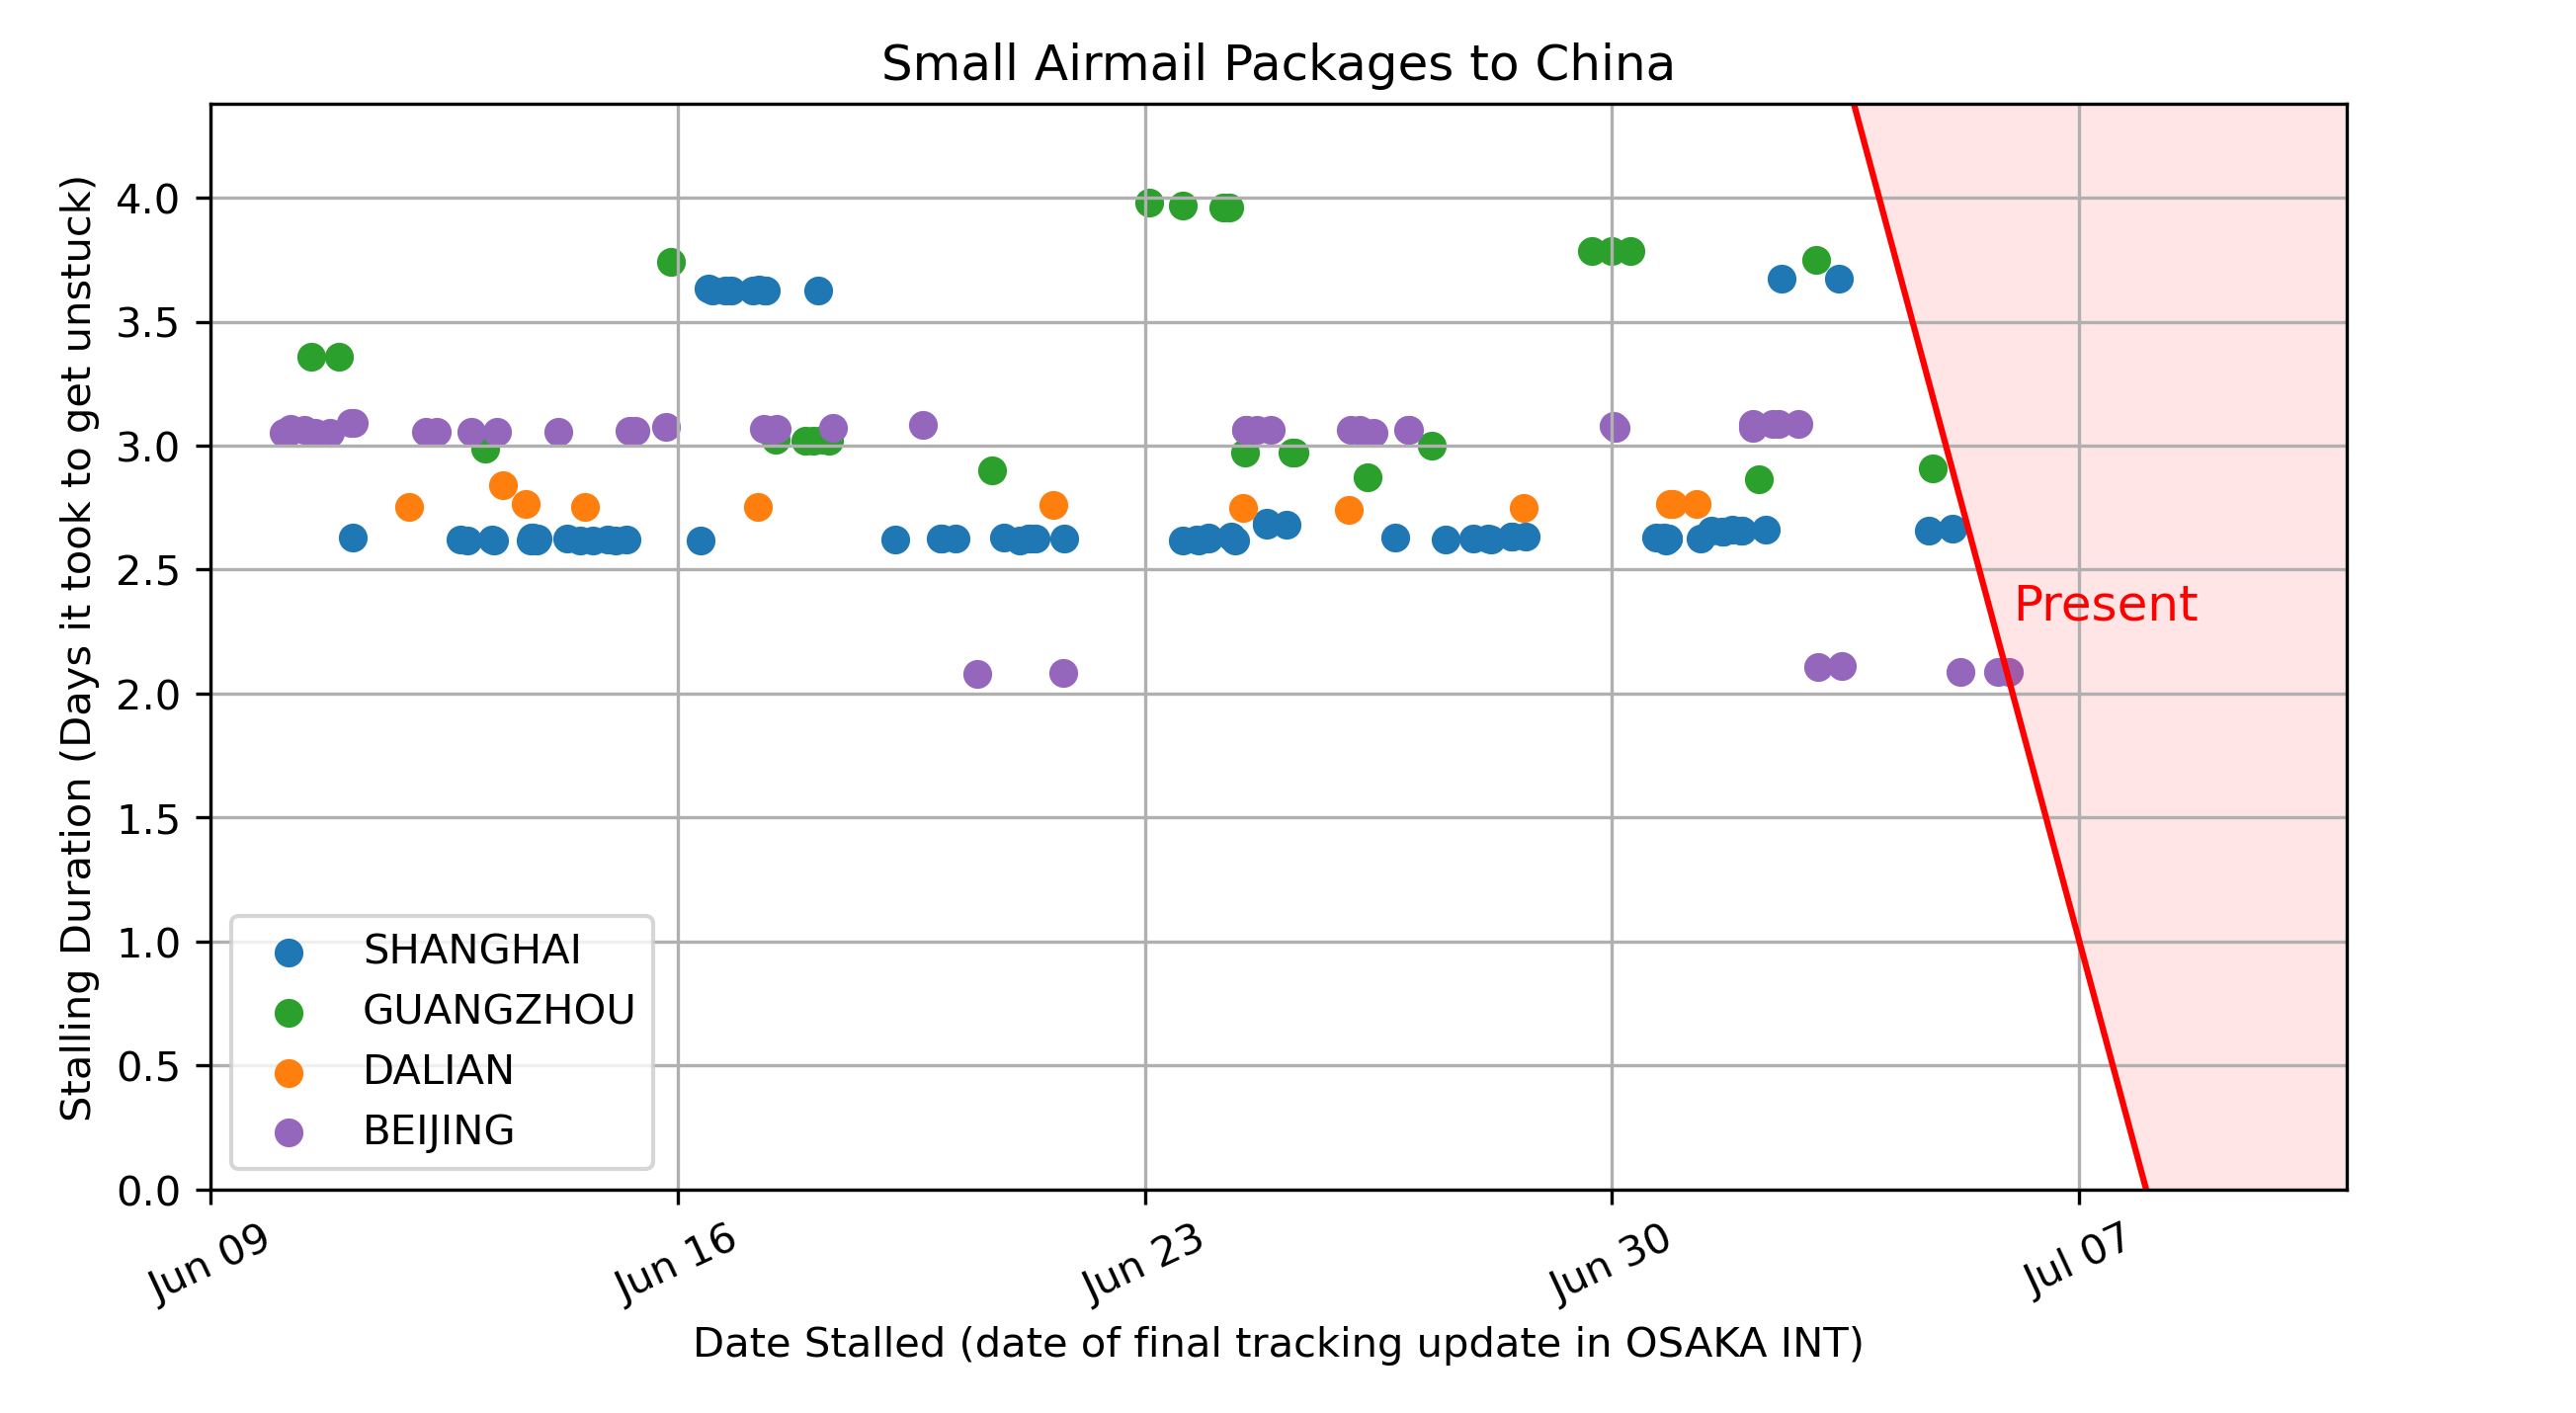 Small Airmail Packages to China
Stalling Duration (Days it took to get unstuck)
4.0
3.5
3.0
2.5
2.0
1.5
1.0
0.5
0.0
Present
SHANGHAI
GUANGZHOU
DALIAN
BEIJING
Jun 09
Jun 16
Jun 23
Jun 30
Jul 07
Date Stalled (date of final tracking update in OSAKA INT)